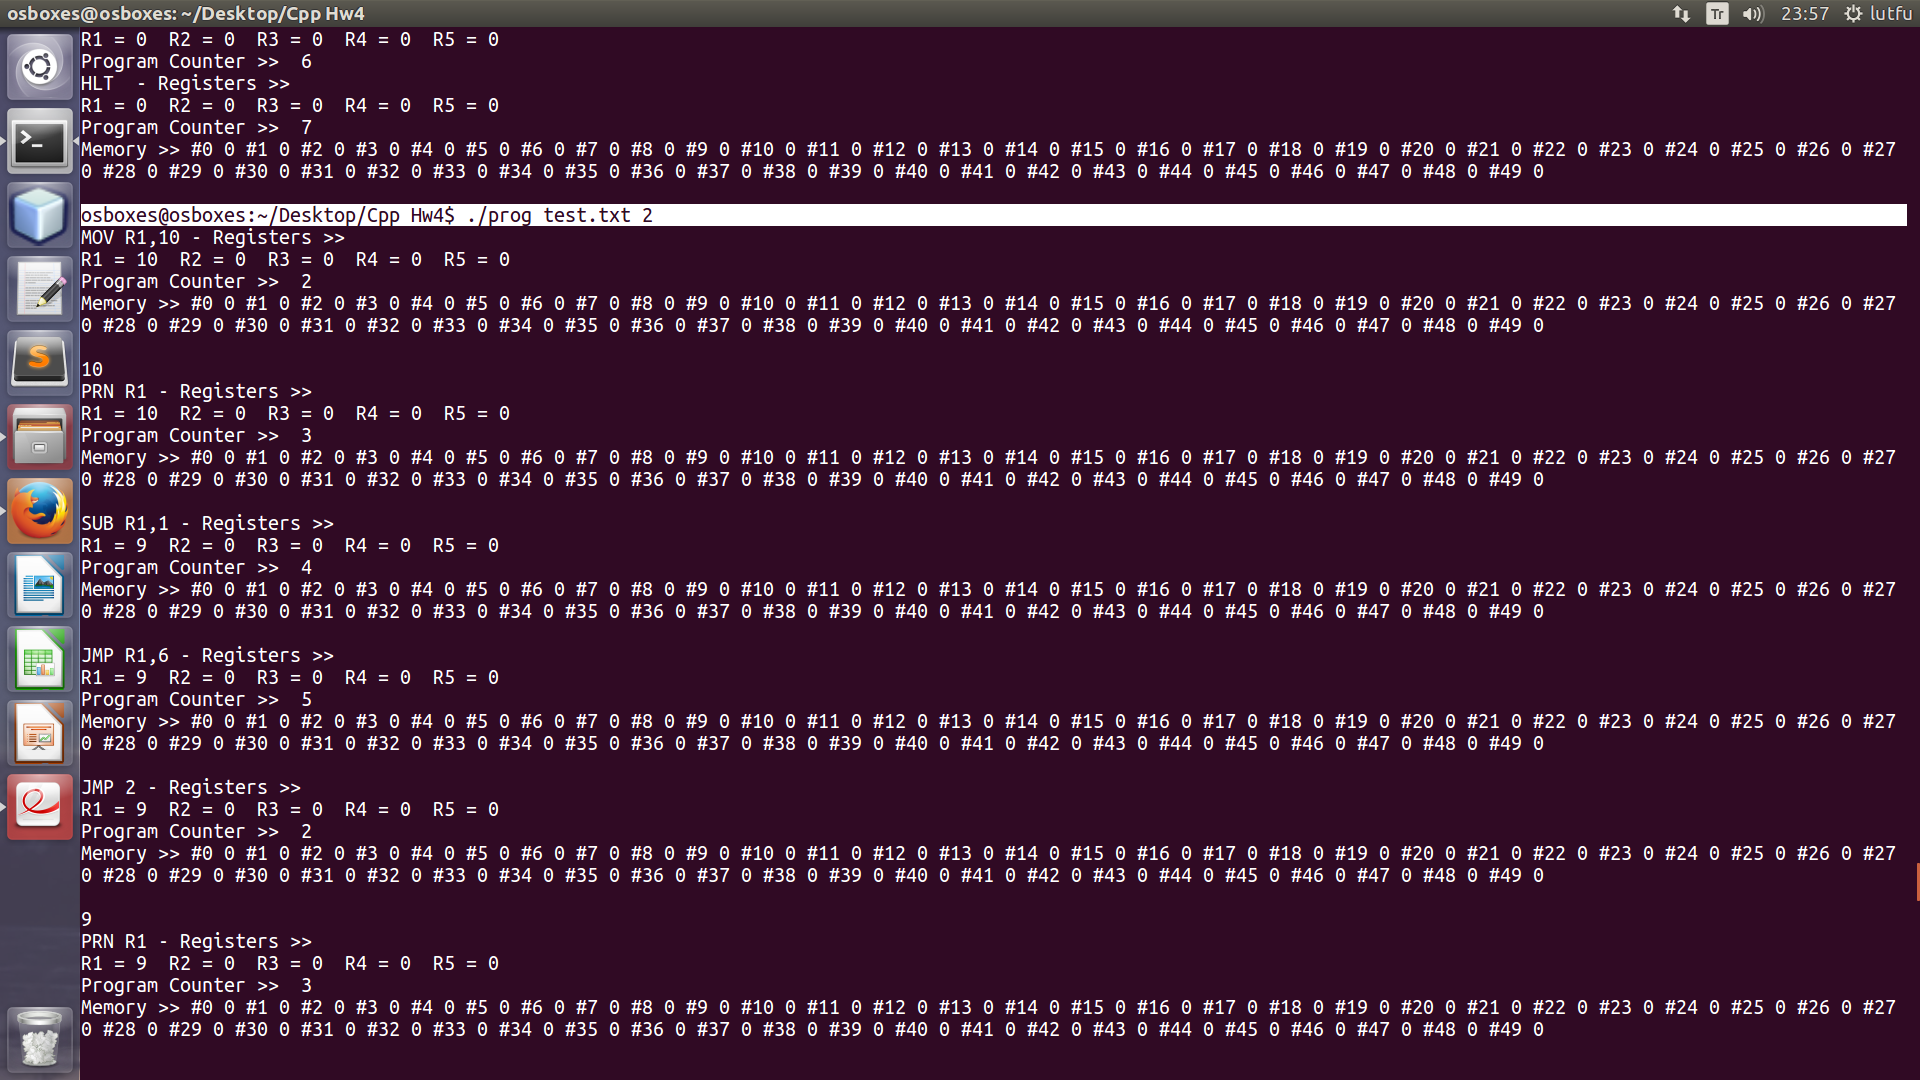 osboxes@osboxes: ~/Desktop/Cpp Hw4
Tr
23:57
lutfu
R1 = 0  R2 = 0  R3 = 0  R4 = 0  R5 = 0
Program Counter >>  6
HLT  - Registers >>
R1 = 0  R2 = 0  R3 = 0  R4 = 0  R5 = 0
Program Counter >>  7
Memory >> #0 0 #1 0 #2 0 #3 0 #4 0 #5 0 #6 0 #7 0 #8 0 #9 0 #10 0 #11 0 #12 0 #13 0 #14 0 #15 0 #16 0 #17 0 #18 0 #19 0 #20 0 #21 0 #22 0 #23 0 #24 0 #25 0 #26 0 #27
0 #28 0 #29 0 #30 0 #31 0 #32 0 #33 0 #34 0 #35 0 #36 0 #37 0 #38 0 #39 0 #40 0 #41 0 #42 0 #43 0 #44 0 #45 0 #46 0 #47 0 #48 0 #49 0
osboxes@osboxes:~/Desktop/Cpp Hw4$ ./prog test.txt 2
MOV R1,10 - Registers >>
R1 = 10  R2 = 0  R3 = 0  R4 = 0  R5 = 0
Program Counter >>  2
Memory >> #0 0 #1 0 #2 0 #3 0 #4 0 #5 0 #6 0 #7 0 #8 0 #9 0 #10 0 #11 0 #12 0 #13 0 #14 0 #15 0 #16 0 #17 0 #18 0 #19 0 #20 0 #21 0 #22 0 #23 0 #24 0 #25 0 #26 0 #27
0 #28 0 #29 0 #30 0 #31 0 #32 0 #33 0 #34 0 #35 0 #36 0 #37 0 #38 0 #39 0 #40 0 #41 0 #42 0 #43 0 #44 0 #45 0 #46 0 #47 0 #48 0 #49 0
10
PRN R1 - Registers >>
R1 = 10  R2 = 0  R3 = 0  R4 = 0  R5 = 0
Program Counter >>  3
Memory >> #0 0 #1 0 #2 0 #3 0 #4 0 #5 0 #6 0 #7 0 #8 0 #9 0 #10 0 #11 0 #12 0 #13 0 #14 0 #15 0 #16 0 #17 0 #18 0 #19 0 #20 0 #21 0 #22 0 #23 0 #24 0 #25 0 #26 0 #27
0 #28 0 #29 0 #30 0 #31 0 #32 0 #33 0 #34 0 #35 0 #36 0 #37 0 #38 0 #39 0 #40 0 #41 0 #42 0 #43 0 #44 0 #45 0 #46 0 #47 0 #48 0 #49 0
SUB R1,1 - Registers >>
R1 = 9  R2 = 0  R3 = 0  R4 = 0  R5 = 0
Program Counter >>  4
Memory >> #0 0 #1 0 #2 0 #3 0 #4 0 #5 0 #6 0 #7 0 #8 0 #9 0 #10 0 #11 0 #12 0 #13 0 #14 0 #15 0 #16 0 #17 0 #18 0 #19 0 #20 0 #21 0 #22 0 #23 0 #24 0 #25 0 #26 0 #27
0 #28 0 #29 0 #30 0 #31 0 #32 0 #33 0 #34 0 #35 0 #36 0 #37 0 #38 0 #39 0 #40 0 #41 0 #42 0 #43 0 #44 0 #45 0 #46 0 #47 0 #48 0 #49 0
JMP R1,6 - Registers >>
R1 = 9  R2 = 0  R3 = 0  R4 = 0  R5 = 0
Program Counter >>  5
Memory >> #0 0 #1 0 #2 0 #3 0 #4 0 #5 0 #6 0 #7 0 #8 0 #9 0 #10 0 #11 0 #12 0 #13 0 #14 0 #15 0 #16 0 #17 0 #18 0 #19 0 #20 0 #21 0 #22 0 #23 0 #24 0 #25 0 #26 0 #27
0 #28 0 #29 0 #30 0 #31 0 #32 0 #33 0 #34 0 #35 0 #36 0 #37 0 #38 0 #39 0 #40 0 #41 0 #42 0 #43 0 #44 0 #45 0 #46 0 #47 0 #48 0 #49 0
JMP 2 - Registers >>
R1 = 9  R2 = 0  R3 = 0  R4 = 0  R5 = 0
Program Counter >>  2
Memory >> #0 0 #1 0 #2 0 #3 0 #4 0 #5 0 #6 0 #7 0 #8 0 #9 0 #10 0 #11 0 #12 0 #13 0 #14 0 #15 0 #16 0 #17 0 #18 0 #19 0 #20 0 #21 0 #22 0 #23 0 #24 0 #25 0 #26 0 #27
0 #28 0 #29 0 #30 0 #31 0 #32 0 #33 0 #34 0 #35 0 #36 0 #37 0 #38 0 #39 0 #40 0 #41 0 #42 0 #43 0 #44 0 #45 0 #46 0 #47 0 #48 0 #49 0
9
PRN R1 - Registers >>
R1 = 9  R2 = 0  R3 = 0  R4 = 0  R5 = 0
Program Counter >>  3
Memory >> #0 0 #1 0 #2 0 #3 0 #4 0 #5 0 #6 0 #7 0 #8 0 #9 0 #10 0 #11 0 #12 0 #13 0 #14 0 #15 0 #16 0 #17 0 #18 0 #19 0 #20 0 #21 0 #22 0 #23 0 #24 0 #25 0 #26 0 #27
0 #28 0 #29 0 #30 0 #31 0 #32 0 #33 0 #34 0 #35 0 #36 0 #37 0 #38 0 #39 0 #40 0 #41 0 #42 0 #43 0 #44 0 #45 0 #46 0 #47 0 #48 0 #49 0